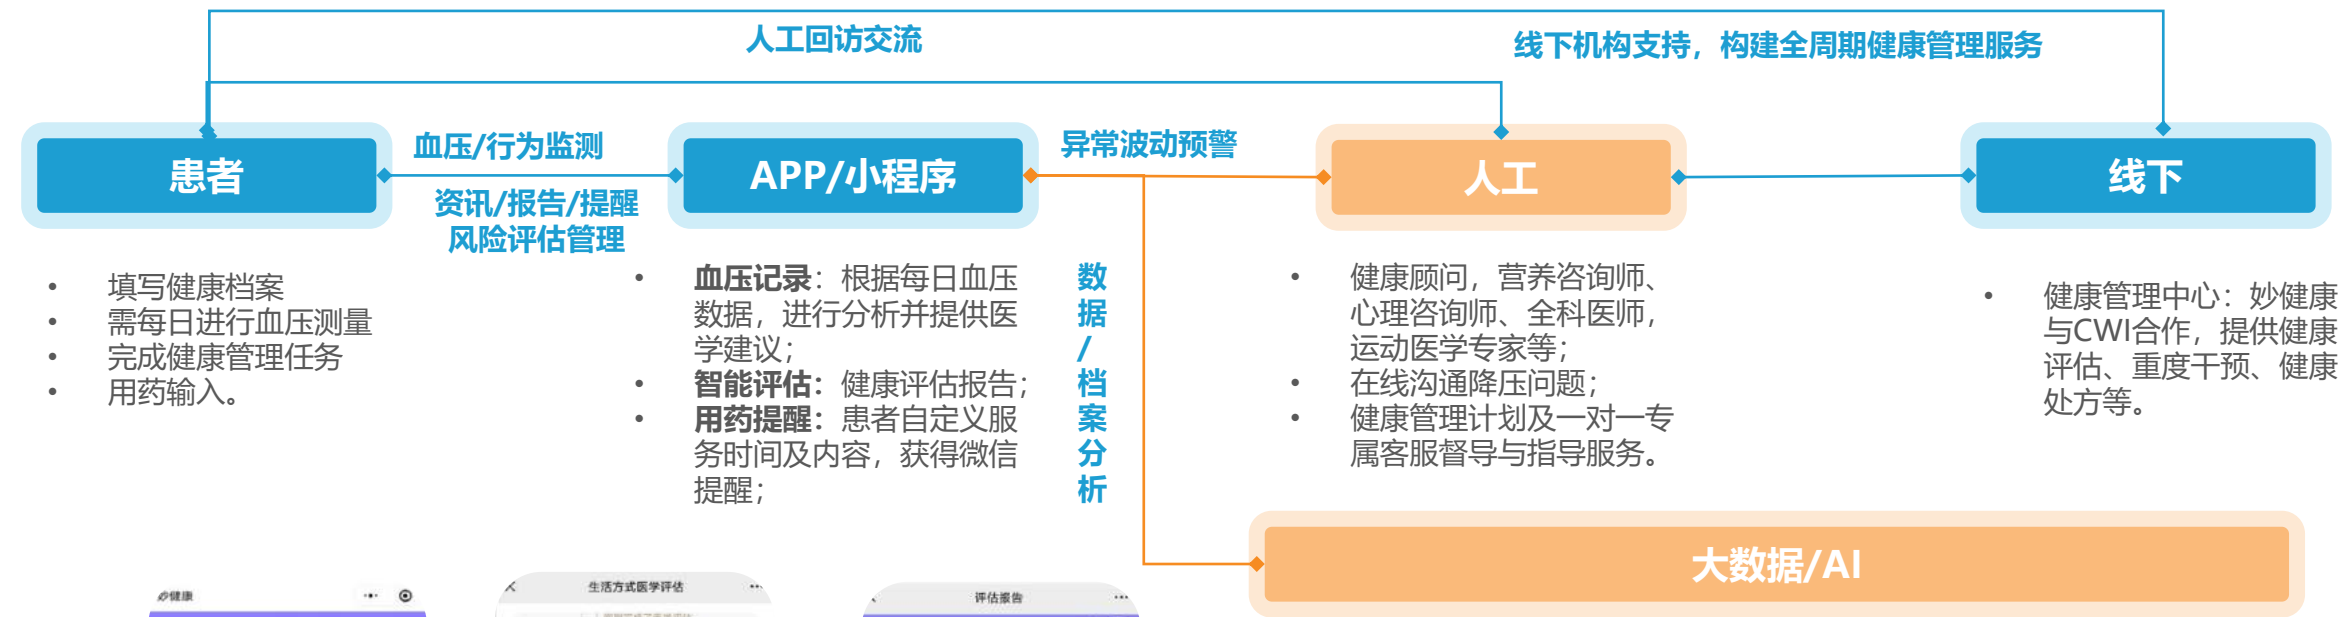 人工回访交流
线下机构支持，构建全周期健康管理服务
患者
血压/行为监测
资讯/报告/提醒
风险评估管理
APP/小程序
异常波动预警
人工
线下
• 填写健康档案
• 需每日进行血压测量
• 完成健康管理任务
• 用药输入。
• 血压记录：根据每日血压
数据，进行分析并提供医
学建议；
• 智能评估：健康评估报告；
• 用药提醒：患者自定义服
务时间及内容，获得微信
提醒；
数
据
/
档
案
分
析
• 健康顾问，营养咨询师、
心理咨询师、全科医师，
运动医学专家等；
• 在线沟通降压问题；
• 健康管理计划及一对一专
属客服督导与指导服务。
• 健康管理中心：妙健康
与CWI合作，提供健康
评估、重度干预、健康
处方等。
大数据/AI
妙健康
生活方式医学评估
评估报告